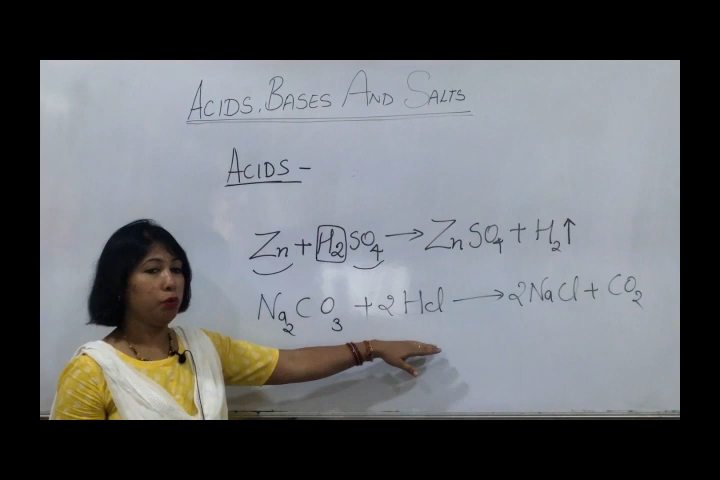 ACIDS, BASES AND SALTS
ACIDS -
Zn + H2SO4 → ZnSO4 + H2↑
Na2CO3 + 2HCl → 2NaCl + CO2